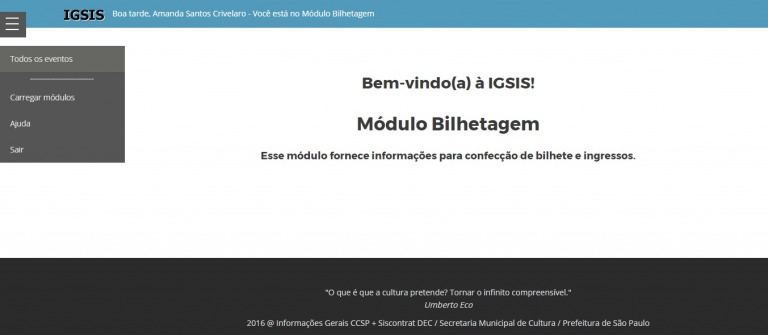 IGSIS
Boa tarde, Amanda Santos Crivelaro - Você está no Módulo Bilhetagem
Todos os eventos
Carregar módulos
Ajuda
Sair
Bem-vindo(a) à IGSIS!
Módulo Bilhetagem
Esse módulo fornece informações para confecção de bilhete e ingressos.
"O que é que a cultura pretende? Tornar o infinito compreensível."
Umberto Eco
2016 @ Informações Gerais CCSP + Siscontrat DEC / Secretaria Municipal de Cultura / Prefeitura de São Paulo